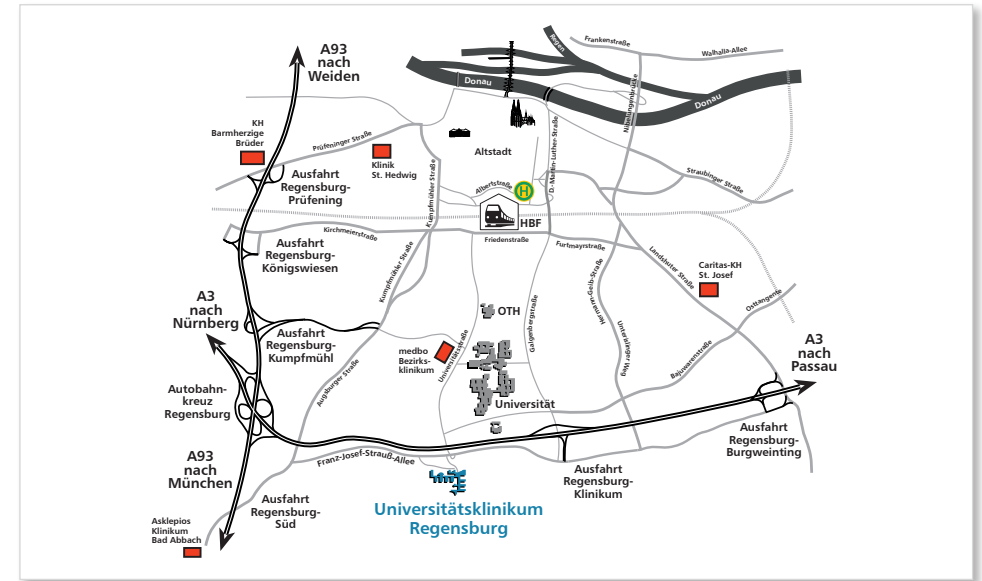 A93
nach
Weiden
Regen
Frankenstraße
Walhalla-Allee
Donau
Donau
Nibelungenbrücke
KH
Barmherzige
Brüder
Prüfeninger Straße
Klinik
St. Hedwig
Altstadt
D.-Martin-Luther-Straße
Ausfahrt
Regensburg-
Prüfening
Kumpfmühler Straße
Albertstraße
H
Straubinger Straße
HBF
Kirchmeierstraße
Friedenstraße
Furtmayrstraße
Ausfahrt
Regensburg-
Königswiesen
Kumpfmühler Straße
Landshuter Straße
Caritas-KH
St. Josef
Hermann-Geib-Straße
Osttangente
A3
nach
Nürnberg
OTH
Galgenbergstraße
Universitätsstraße
Unterislinger Weg
Ausfahrt
Regensburg-
Kumpfmühl
medbo
Bezirks-
klinikum
Bajuwarenstraße
A3
nach
Passau
Augsburger Straße
Autobahn-
kreuz
Regensburg
Universität
Ausfahrt
Regensburg-
Burgweinting
A93
nach
München
Franz-Josef-Strauß-Allee
Ausfahrt
Regensburg-
Klinikum
Ausfahrt
Regensburg-
Süd
Universitätsklinikum
Regensburg
Asklepios
Klinikum
Bad Abbach